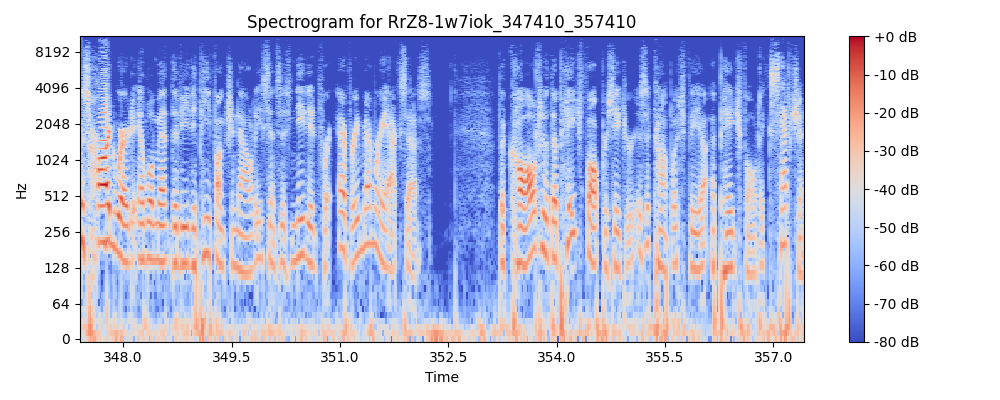 Spectrogram for RrZ8-1w7iok_347410_357410
8192
4096
2048
1024
512
256
128
64
0
Hz
348.0
349.5
351.0
352.5
354.0
355.5
357.0
Time
+0 dB
-10 dB
-20 dB
-30 dB
-40 dB
-50 dB
-60 dB
-70 dB
-80 dB